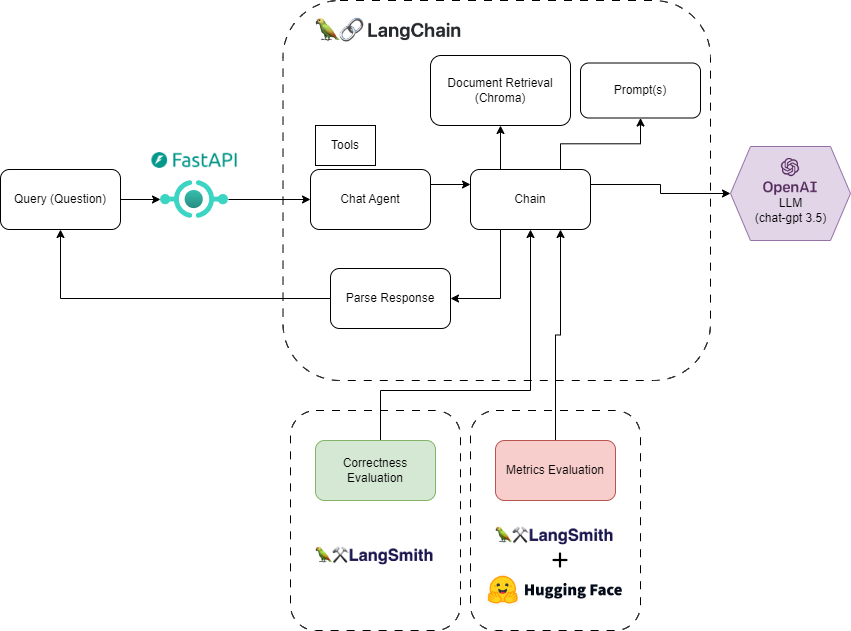 LangChain
Document Retrieval
(Chroma)
Prompt(s)
Tools
FastAPI
OpenAI
LLM
(chat-gpt 3.5)
Query (Question)
Chat Agent
Chain
Parse Response
Correctness
Evaluation
Metrics Evaluation
LangSmith
LangSmith
+
Hugging Face